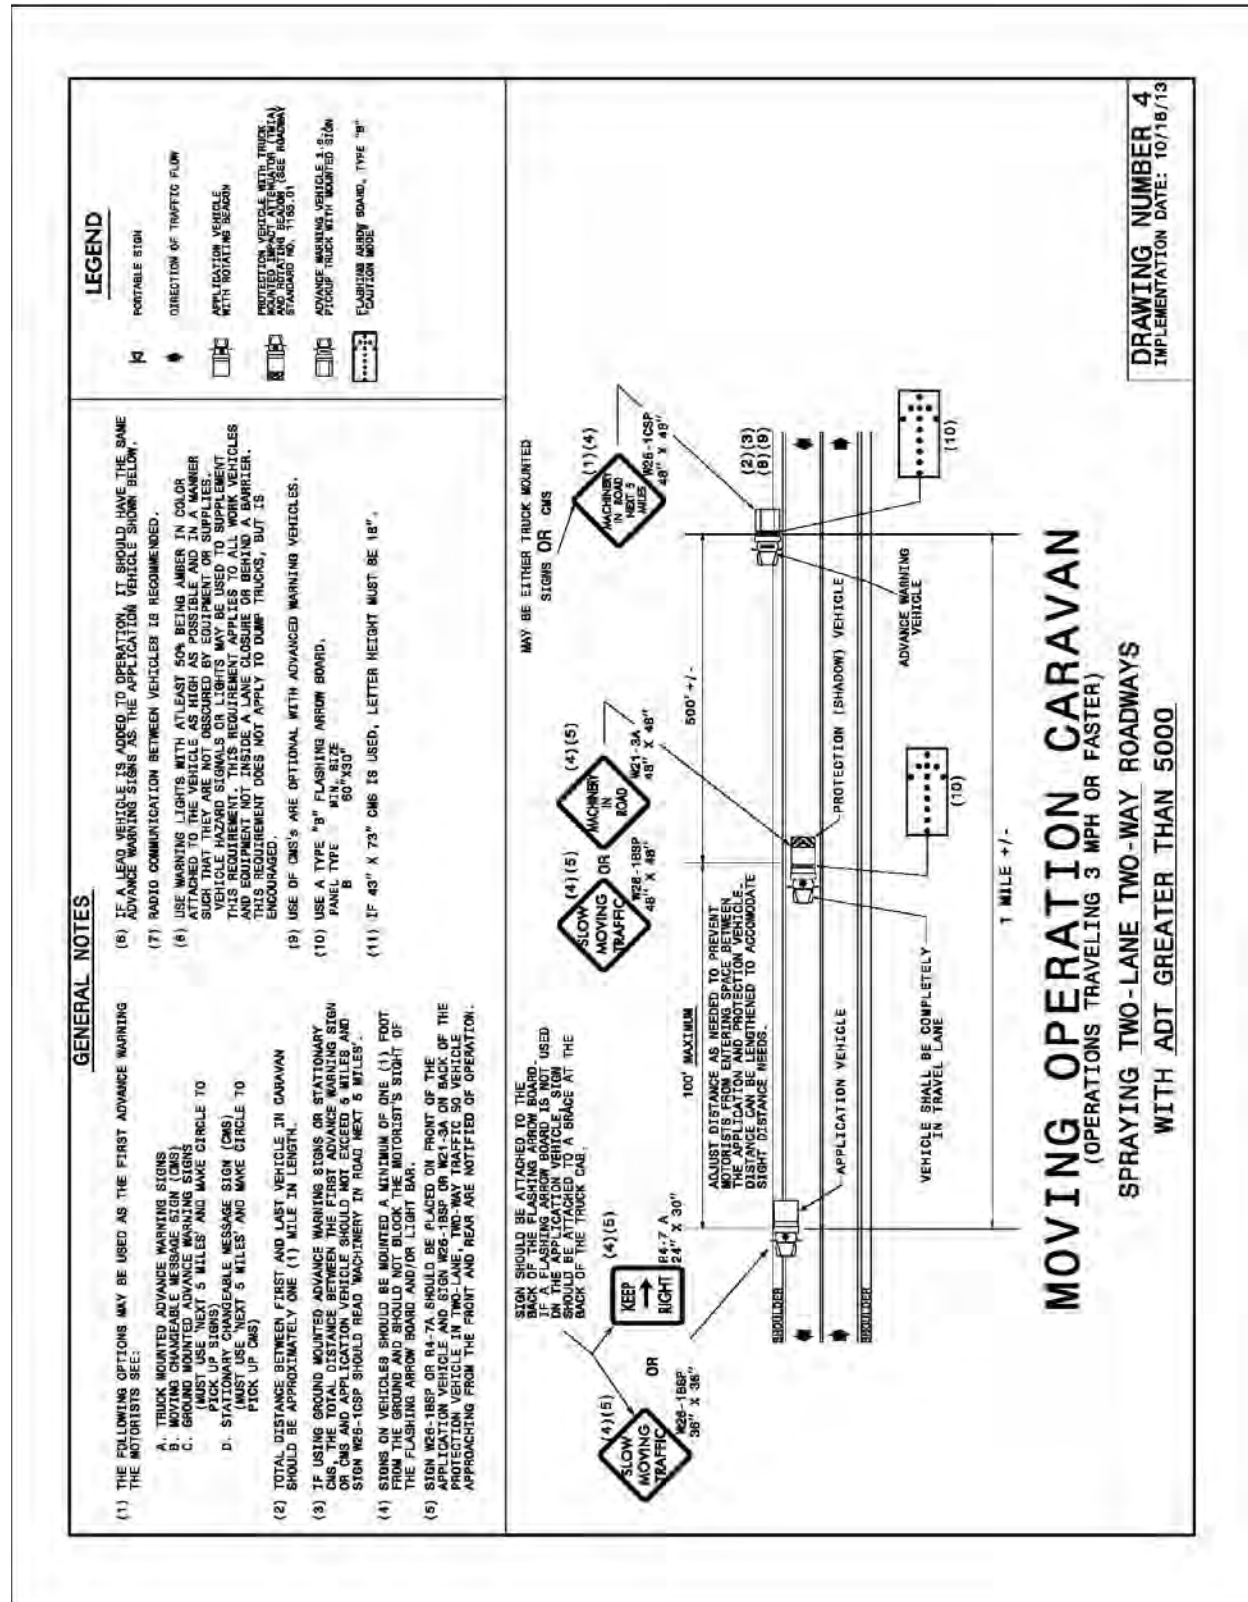 GENERAL NOTES
(1) THE FOLLOWING OPTIONS MAY BE USED AS THE FIRST ADVANCE WARNING
THE MOTORISTS SEE:
A. TRUCK MOUNTED ADVANCE WARNING SIGNS
B. MOVING CHANGEABLE MESSAGE SIGN (CMS)
C. GROUND MOUNTED ADVANCE WARNING SIGNS
(MUST USE 'NEXT 5 MILES' AND MAKE CIRCLE TO
PICK UP SIGNS)
D. STATIONARY CHANGEABLE MESSAGE SIGN (CMS)
(MUST USE 'NEXT 5 MILES' AND MAKE CIRCLE TO
PICK UP CMS)
(2) TOTAL DISTANCE BETWEEN FIRST AND LAST VEHICLE IN CARAVAN
SHOULD BE APPROXIMATELY ONE (1) MILE IN LENGTH.
(3) IF USING GROUND MOUNTED ADVANCE WARNING SIGNS OR STATIONARY
CMS, THE TOTAL DISTANCE BETWEEN THE FIRST ADVANCE WARNING SIGN
OR CMS AND APPLICATION VEHICLE SHOULD NOT EXCEED 5 MILES AND
SIGN W26-1CSP SHOULD READ 'MACHINERY IN ROAD NEXT 5 MILES'.
(4) SIGNS ON VEHICLES SHOULD BE MOUNTED A MINIMUM OF ONE (1) FOOT
FROM THE GROUND AND SHOULD NOT BLOCK THE MOTORIST'S SIGHT OF
THE FLASHING ARROW BOARD AND/OR LIGHT BAR.
(5) SIGN W26-1BSP OR R4-7A SHOULD BE PLACED ON FRONT OF THE
APPLICATION VEHICLE AND SIGN W26-1BSP OR W21-3A ON BACK OF THE
PROTECTION VEHICLE IN TWO-LANE, TWO-WAY TRAFFIC SO VEHICLE
APPROACHING FROM THE FRONT AND REAR ARE NOTIFIED OF OPERATION.
(6) IF A LEAD VEHICLE IS ADDED TO OPERATION, IT SHOULD HAVE THE SAME
ADVANCE WARNING SIGNS AS THE APPLICATION VEHICLE SHOWN BELOW.
(7) RADIO COMMUNICATION BETWEEN VEHICLES IS RECOMMENDED.
(8) USE WARNING LIGHTS WITH ATLEAST 50% BEING AMBER IN COLOR
ATTACHED TO THE VEHICLE AS HIGH AS POSSIBLE AND IN A MANNER
SUCH THAT THEY ARE NOT OBSCURED BY EQUIPMENT OR SUPPLIES.
VEHICLE HAZARD SIGNALS OR LIGHTS MAY BE USED TO SUPPLEMENT
THIS REQUIREMENT. THIS REQUIREMENT APPLIES TO ALL WORK VEHICLES
AND EQUIPMENT NOT INSIDE A LANE CLOSURE OR BEHIND A BARRIER.
THIS REQUIREMENT DOES NOT APPLY TO DUMP TRUCKS, BUT IS
ENCOURAGED.
(9) USE OF CMS's ARE OPTIONAL WITH ADVANCED WARNING VEHICLES.
(10) USE A TYPE "B" FLASHING ARROW BOARD.
PANEL TYPE MIN. SIZE
B 60"X30"
(11) IF 43" X 73" CMS IS USED, LETTER HEIGHT MUST BE 18".
LEGEND
PORTABLE SIGN
DIRECTION OF TRAFFIC FLOW
APPLICATION VEHICLE
WITH ROTATING BEACON
PROTECTION VEHICLE WITH TRUCK
MOUNTED IMPACT ATTENUATOR (TMIA)
AND ROTATING BEACON (SEE ROADWAY
STANDARD NO. 1165.01
ADVANCE WARNING VEHICLE I.E.,
PICKUP TRUCK WITH MOUNTED SIGN
FLASHING ARROW BOARD, TYPE "B"
CAUTION MODE
SIGN SHOULD BE ATTACHED TO THE
BACK OF THE FLASHING ARROW BOARD.
IF A FLASHING ARROW BOARD IS NOT USED
ON THE APPLICATION VEHICLE, SIGN
SHOULD BE ATTACHED TO A BRACE AT THE
BACK OF THE TRUCK CAB.
MAY BE EITHER TRUCK MOUNTED
SIGNS OR CMS
(4)(5)
SLOW
MOVING
TRAFFIC
W26-1BSP
36" X 36"
OR
(4)(5)
KEEP
RIGHT
R4-7 A
24" X 30"
(4)(5)
SLOW
MOVING
TRAFFIC
W26-1BSP
48" X 48"
OR
(4)(5)
MACHINERY
IN
ROAD
W21-3A
48" X 48"
(1)(4)
MACHINERY
IN ROAD
NEXT 5
MILES
W26-1CSP
48" X 48"
100' MAXIMUM
500' +/-
ADJUST DISTANCE AS NEEDED TO PREVENT
MOTORISTS FROM ENTERING SPACE BETWEEN
THE APPLICATION AND PROTECTION VEHICLE.
DISTANCE CAN BE LENGTHENED TO ACCOMODATE
SIGHT DISTANCE NEEDS.
(2)(3)
(8)(9)
SHOULDER
SHOULDER
APPLICATION VEHICLE
PROTECTION (SHADOW) VEHICLE
VEHICLE SHALL BE COMPLETELY
IN TRAVEL LANE
ADVANCE WARNING
VEHICLE
(10)
(10)
1 MILE +/-
MOVING OPERATION CARAVAN
(OPERATIONS TRAVELING 3 MPH OR FASTER)
SPRAYING TWO-LANE TWO-WAY ROADWAYS
WITH ADT GREATER THAN 5000
DRAWING NUMBER 4
IMPLEMENTATION DATE: 10/18/13